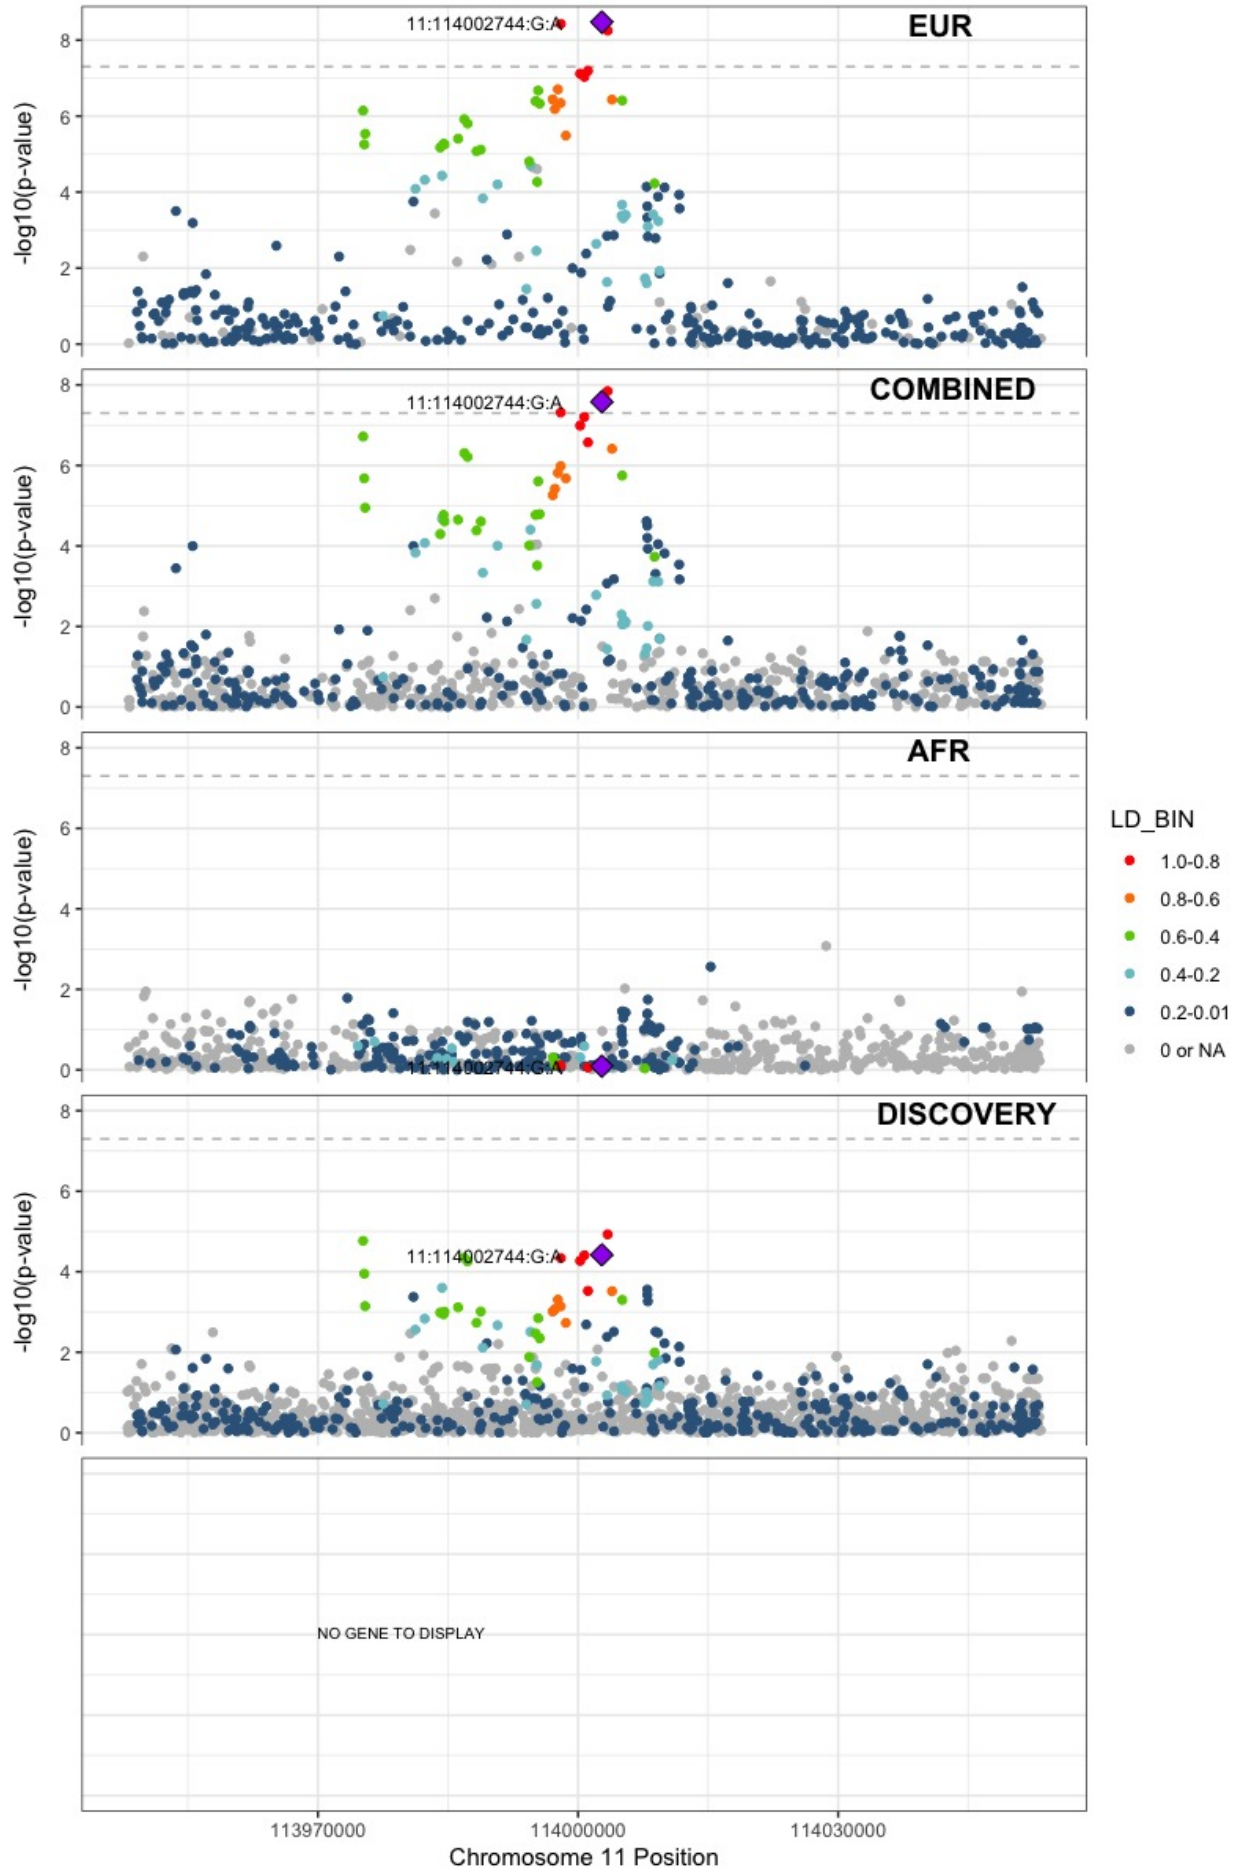 11:114002744:G:A
EUR
8
6
4
2
0
-log10(p-value)
11:114002744:G:A
COMBINED
8
6
4
2
0
-log10(p-value)
AFR
8
6
4
2
0
-log10(p-value)
11:114002744:G:A
LD_BIN
1.0-0.8
0.8-0.6
0.6-0.4
0.4-0.2
0.2-0.01
0 or NA
DISCOVERY
8
6
4
2
0
-log10(p-value)
11:114002744:G:A
NO GENE TO DISPLAY
113970000
114000000
114030000
Chromosome 11 Position